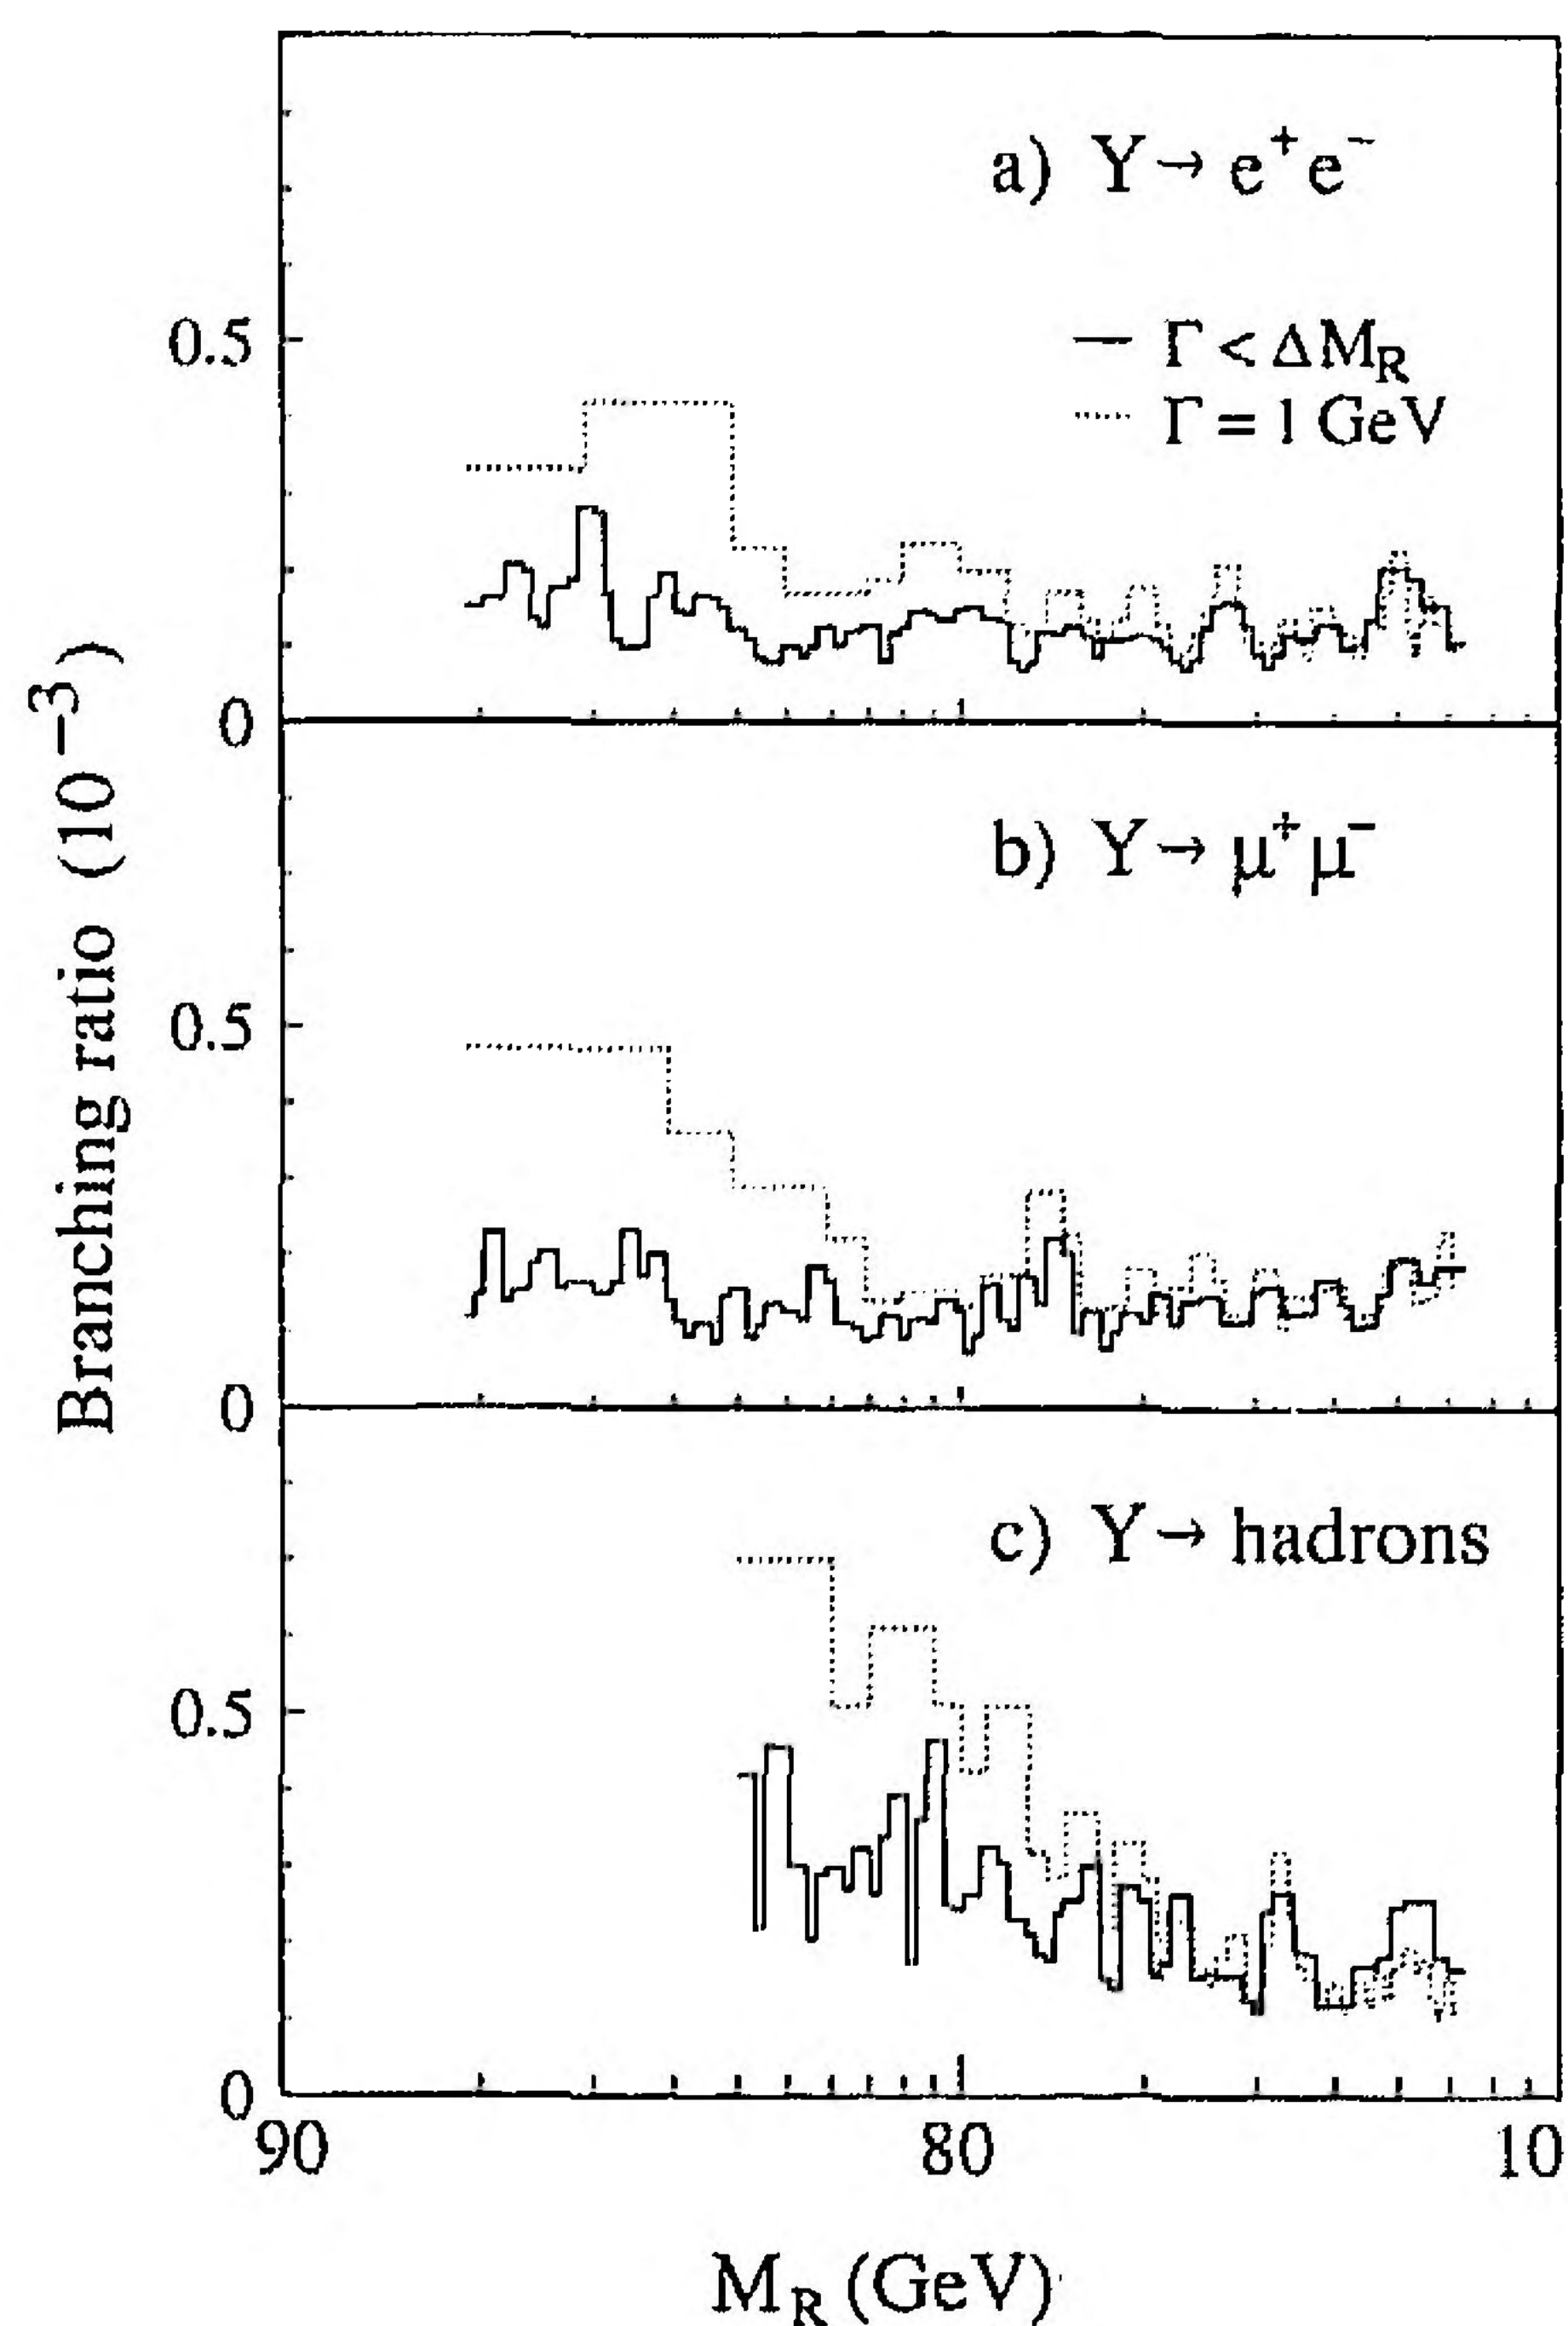 a) Y → e⁺e⁻
0.5
— Γ < ΔM_R
Γ = 1 GeV
0
Branching ratio (10⁻³)
b) Y → μ⁺μ⁻
0.5
0
c) Y → hadrons
0.5
0
90 80 10
M_R (GeV)